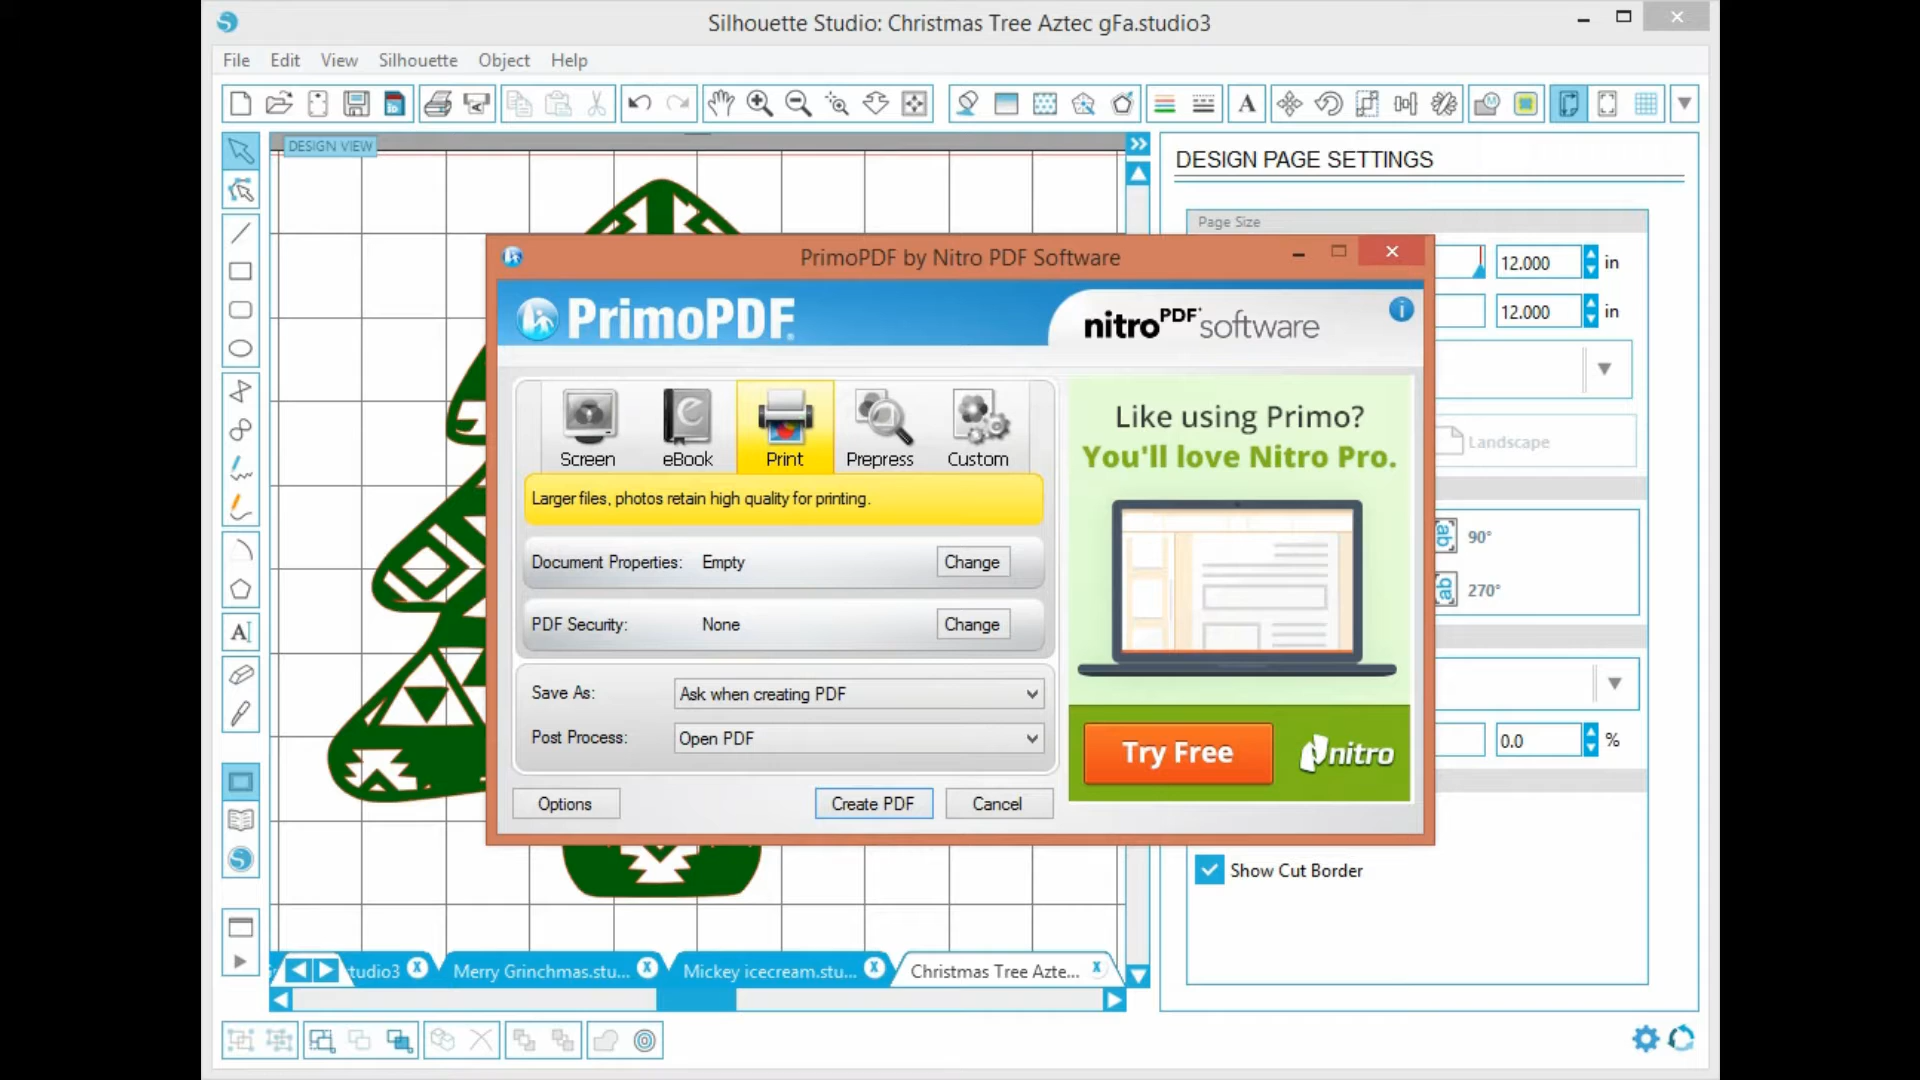 Silhouette Studio: Christmas Tree Aztec gFa.studio3
File Edit View Silhouette Object Help
DESIGN VIEW
DESIGN PAGE SETTINGS
Page Size
12.000 in
12.000 in
Landscape
90°
270°
0.0 %
Show Cut Border
PrimoPDF by Nitro PDF Software
PrimoPDF
nitroPDF software
Screen eBook Print Prepress Custom
Larger files, photos retain high quality for printing.
Document Properties: Empty Change
PDF Security: None Change
Save As: Ask when creating PDF
Post Process: Open PDF
Options Create PDF Cancel
Like using Primo?
You'll love Nitro Pro.
Try Free nitro
tudio3 Merry Grinchmas.stu... Mickey icecream.stu... Christmas Tree Azte...